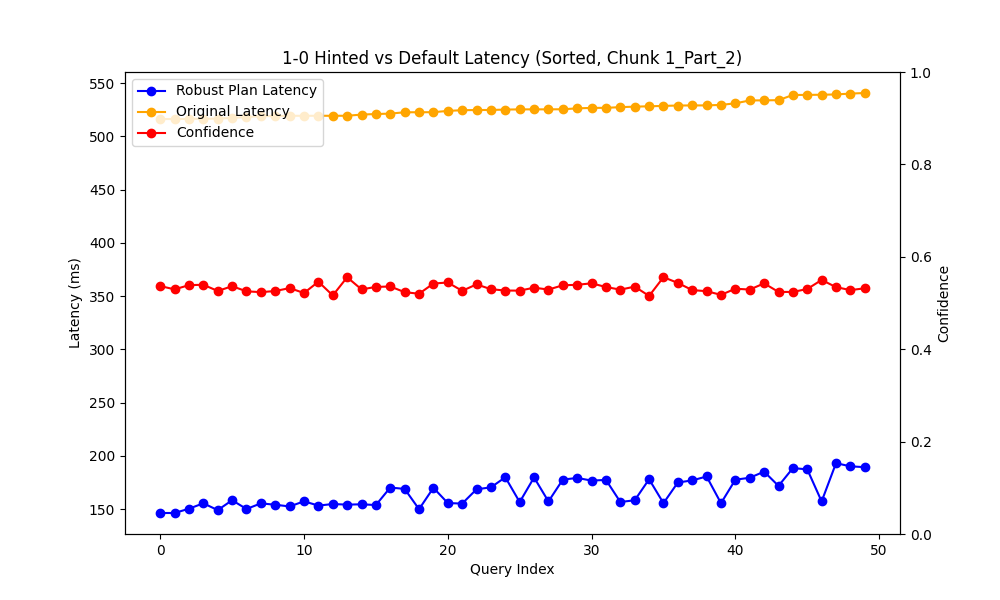 1-0 Hinted vs Default Latency (Sorted, Chunk 1_Part_2)
Robust Plan Latency
Original Latency
Confidence
550
500
450
400
350
300
250
200
150
Latency (ms)
1.0
0.8
0.6
0.4
0.2
0.0
Confidence
0 10 20 30 40 50
Query Index